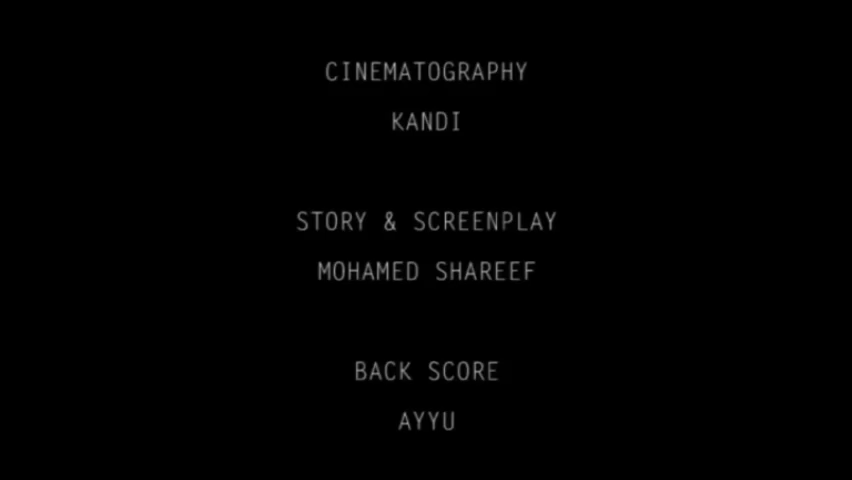 CINEMATOGRAPHY
KANDI
STORY & SCREENPLAY
MOHAMED SHAREEF
BACK SCORE
AYYU